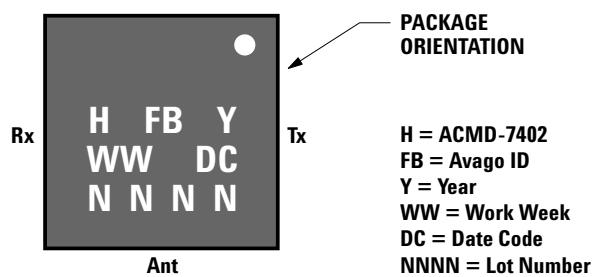 PACKAGE
ORIENTATION
H FB Y
WW DC
N N N N
Rx
Tx
Ant
H = ACMD-7402
FB = Avago ID
Y = Year
WW = Work Week
DC = Date Code
NNNN = Lot Number